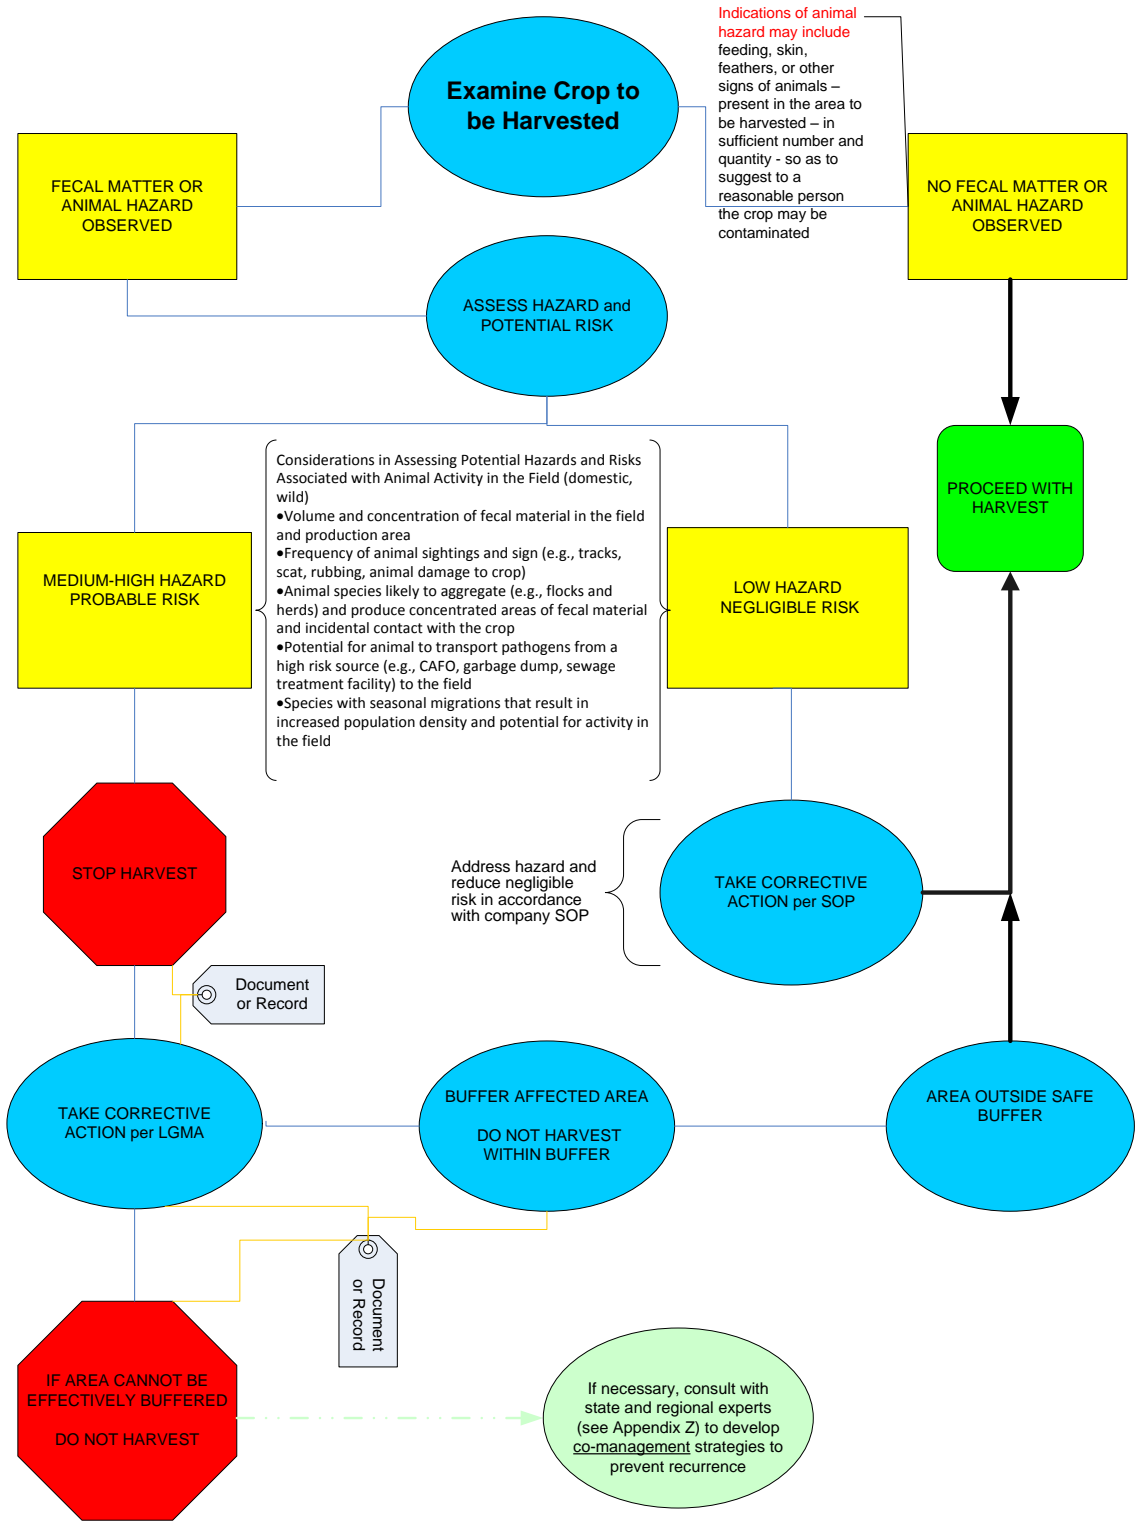 Examine Crop to
be Harvested
Indications of animal
hazard may include
feeding, skin,
feathers, or other
signs of animals –
present in the area to
be harvested – in
sufficient number and
quantity - so as to
suggest to a
reasonable person
the crop may be
contaminated
FECAL MATTER OR
ANIMAL HAZARD
OBSERVED
NO FECAL MATTER OR
ANIMAL HAZARD
OBSERVED
ASSESS HAZARD and
POTENTIAL RISK
Considerations in Assessing Potential Hazards and Risks
Associated with Animal Activity in the Field (domestic,
wild)
•Volume and concentration of fecal material in the field
and production area
•Frequency of animal sightings and sign (e.g., tracks,
scat, rubbing, animal damage to crop)
•Animal species likely to aggregate (e.g., flocks and
herds) and produce concentrated areas of fecal material
and incidental contact with the crop
•Potential for animal to transport pathogens from a
high risk source (e.g., CAFO, garbage dump, sewage
treatment facility) to the field
•Species with seasonal migrations that result in
increased population density and potential for activity in
the field
PROCEED WITH
HARVEST
MEDIUM-HIGH HAZARD
PROBABLE RISK
LOW HAZARD
NEGLIGIBLE RISK
STOP HARVEST
Address hazard and
reduce negligible
risk in accordance
with company SOP
TAKE CORRECTIVE
ACTION per SOP
Document
or Record
TAKE CORRECTIVE
ACTION per LGMA
BUFFER AFFECTED AREA
DO NOT HARVEST
WITHIN BUFFER
AREA OUTSIDE SAFE
BUFFER
Document
or Record
IF AREA CANNOT BE
EFFECTIVELY BUFFERED
DO NOT HARVEST
If necessary, consult with
state and regional experts
(see Appendix Z) to develop
co-management strategies to
prevent recurrence